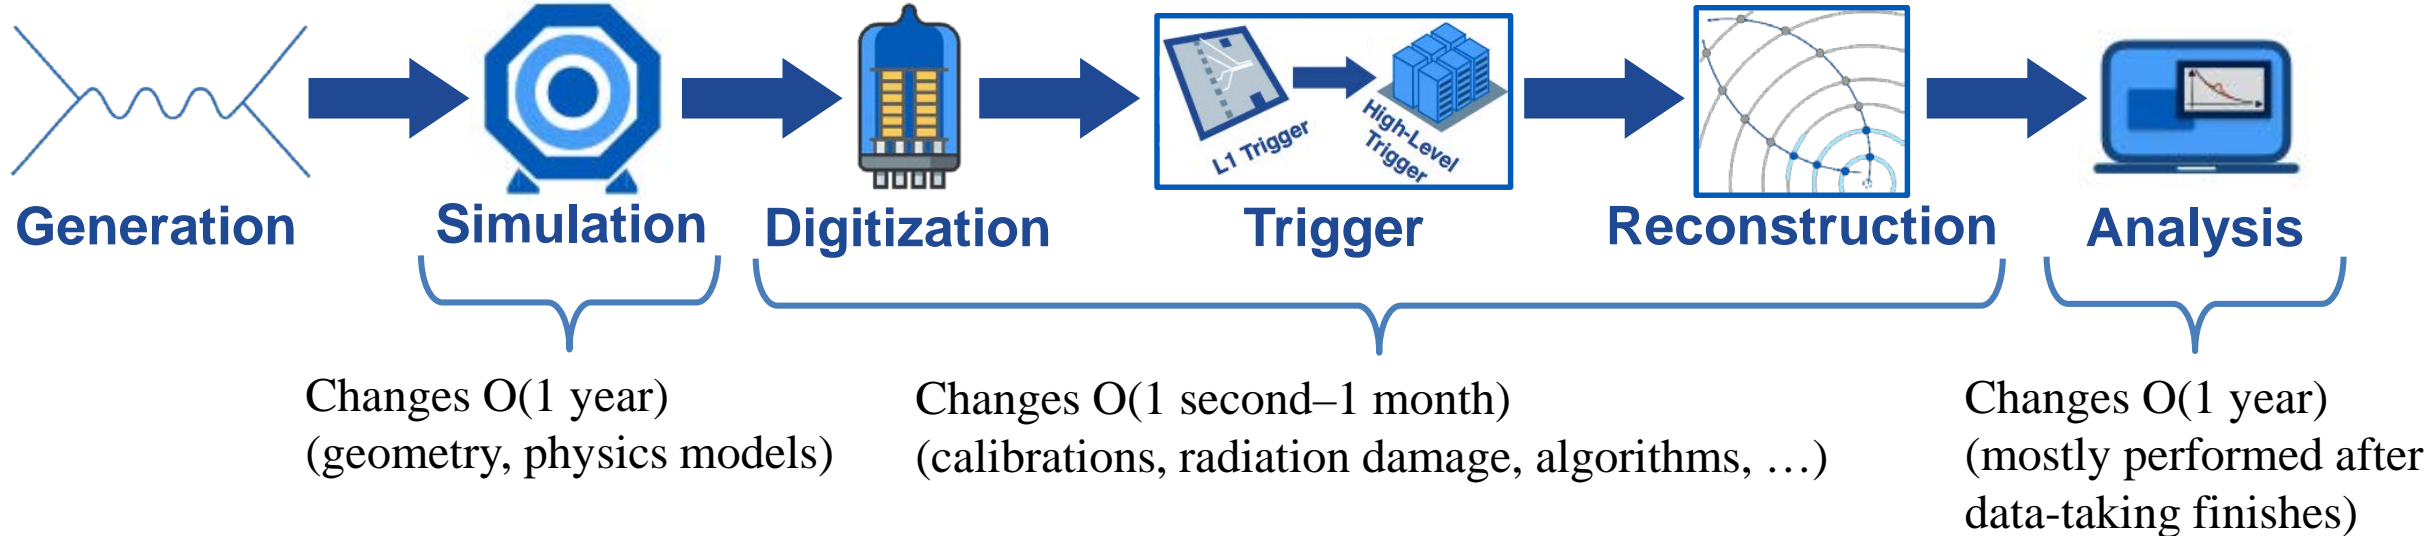 L1 Trigger
High-Level
Trigger
Generation
Simulation
Digitization
Trigger
Reconstruction
Analysis
Changes O(1 year)
(geometry, physics models)
Changes O(1 second–1 month)
(calibrations, radiation damage, algorithms, …)
Changes O(1 year)
(mostly performed after
data-taking finishes)